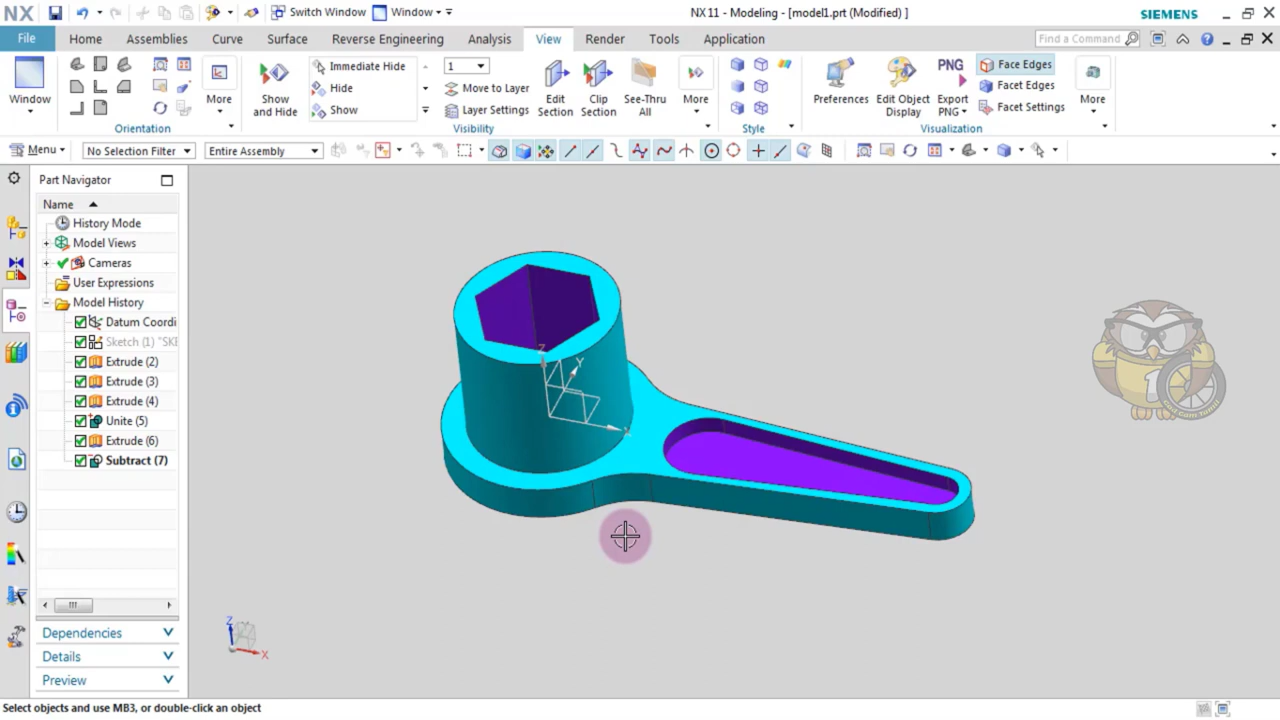 NX
Switch Window
Window
NX 11 - Modeling - [model1.prt (Modified) ]
SIEMENS
File
Home
Assemblies
Curve
Surface
Reverse Engineering
Analysis
View
Render
Tools
Application
Find a Command
Window
More
Orientation
Show
and Hide
Immediate Hide
Hide
Show
1
Move to Layer
Layer Settings
Edit
Section
Clip
Section
See-Thru
All
More
Visibility
Style
Preferences
Edit Object
Display
PNG
Export
PNG
Face Edges
Face Edges
Facet Settings
More
Visualization
Menu
No Selection Filter
Entire Assembly
Part Navigator
Name
History Mode
Model Views
Cameras
User Expressions
Model History
Datum Coordi
Sketch (1) "SKE
Extrude (2)
Extrude (3)
Extrude (4)
Unite (5)
Extrude (6)
Subtract (7)
Dependencies
Details
Preview
Z
Y
X
Z
X
Select objects and use MB3, or double-click an object